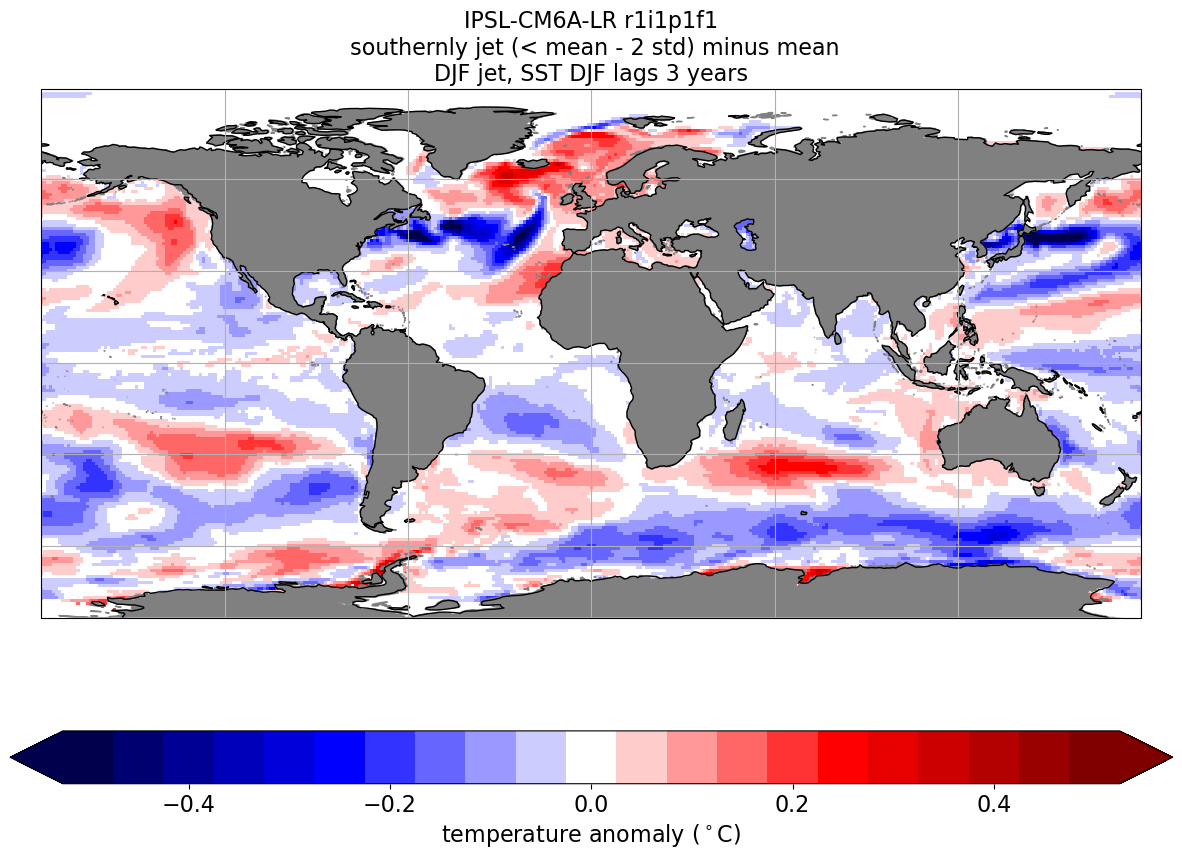 IPSL-CM6A-LR r1i1p1f1
southernly jet (< mean - 2 std) minus mean
DJF jet, SST DJF lags 3 years
−0.4 −0.2 0.0 0.2 0.4
temperature anomaly (°C)